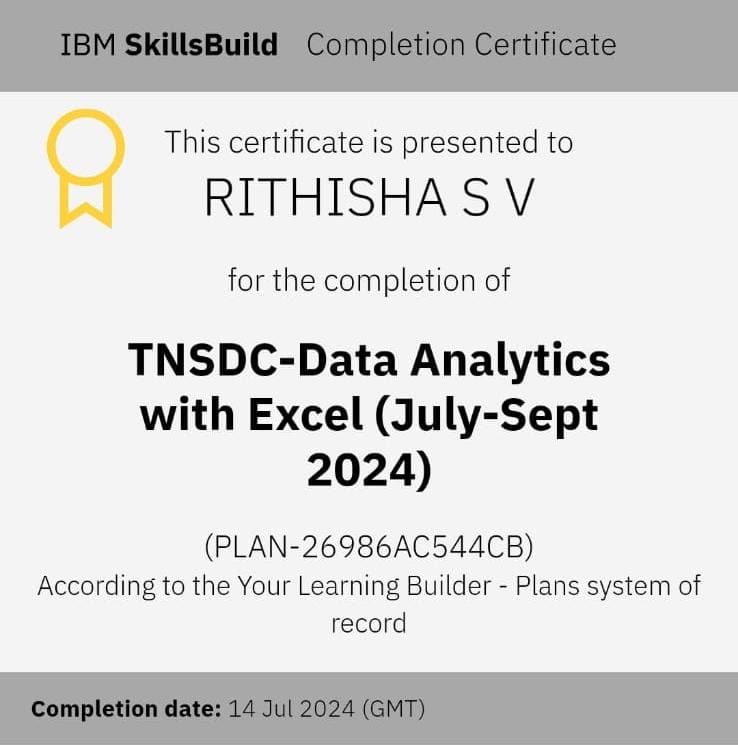 IBM SkillsBuild Completion Certificate
This certificate is presented to
RITHISHA S V
for the completion of
TNSDC-Data Analytics
with Excel (July-Sept
2024)
(PLAN-26986AC544CB)
According to the Your Learning Builder - Plans system of
record
Completion date: 14 Jul 2024 (GMT)